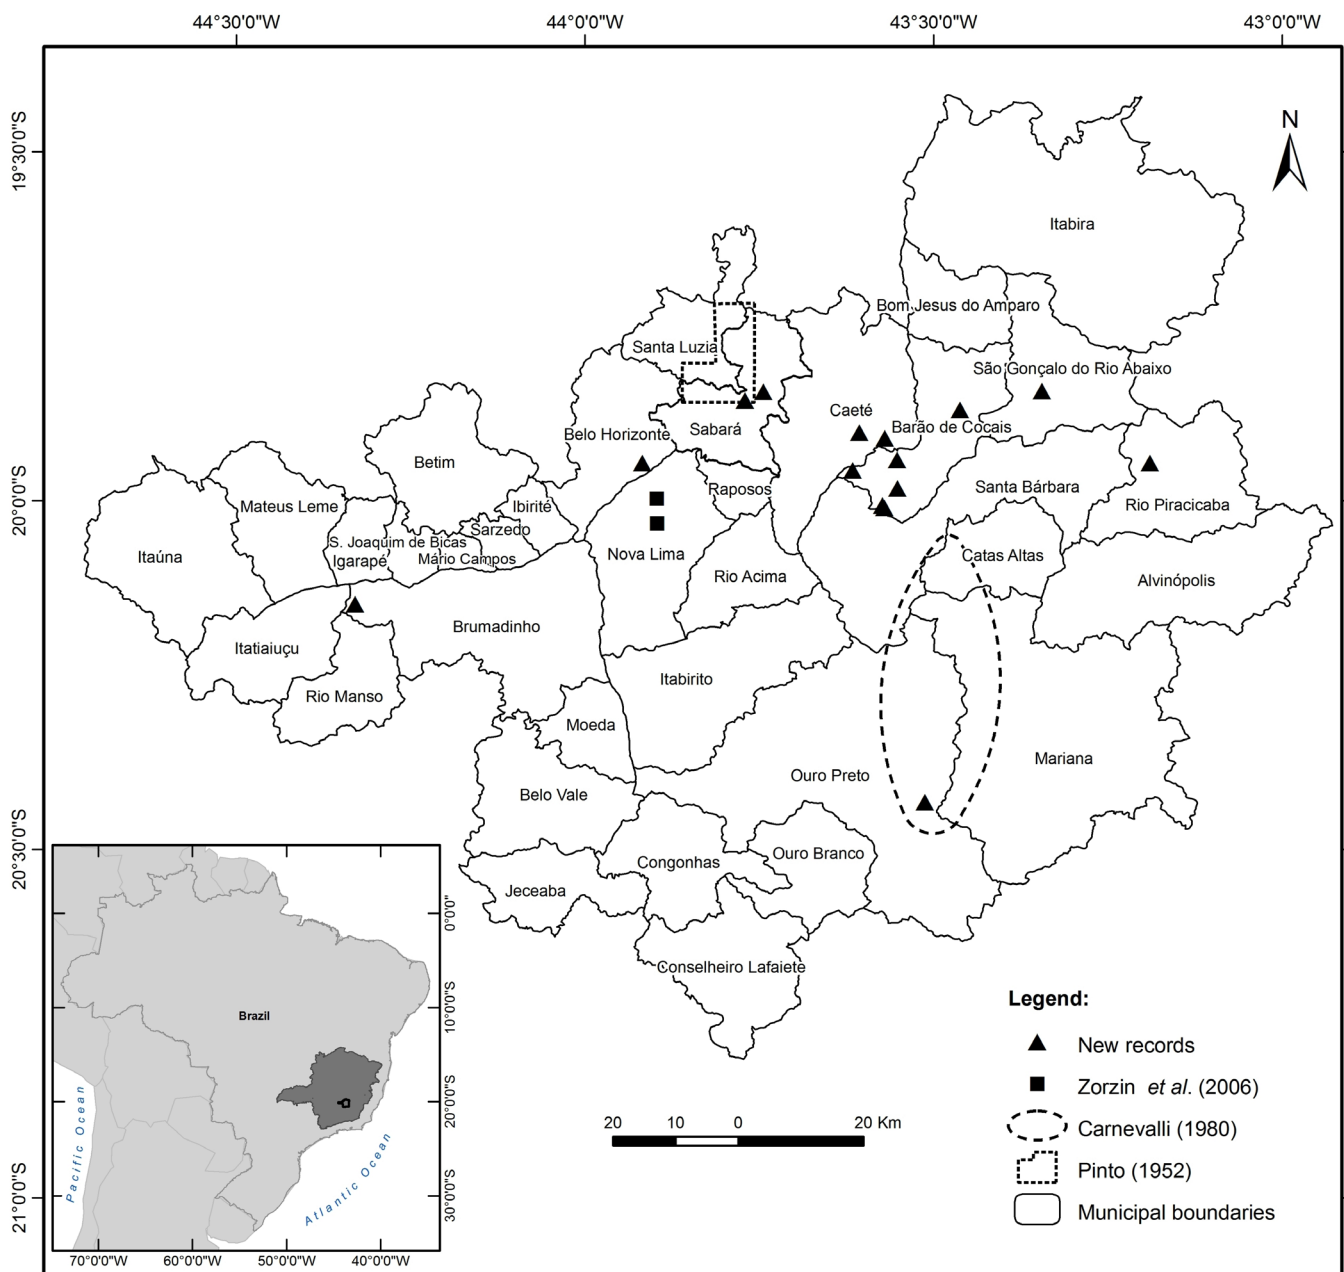 44°30'0"W
44°0'0"W
43°30'0"W
43°0'0"W
19°30'0"S
20°0'0"S
20°30'0"S
21°0'0"S
N
Itabira
Bom Jesus do Amparo
Santa Luzia
São Gonçalo do Rio Abaixo
Caeté
Barão de Cocais
Sabará
Belo Horizonte
Betim
Mateus Leme
Ibirité
Raposos
Santa Bárbara
Rio Piracicaba
Sarzedo
S. Joaquim de Bicas
Itaúna
Igarapé
Mário Campos
Nova Lima
Catas Altas
Rio Acima
Alvinópolis
Brumadinho
Itatiaiuçu
Itabirito
Rio Manso
Moeda
Mariana
Ouro Preto
Belo Vale
Ouro Branco
Congonhas
Jeceaba
Conselheiro Lafaiete
Legend:
New records
Zorzin et al. (2006)
Carnevalli (1980)
Pinto (1952)
Municipal boundaries
20
10
0
20 Km
Brazil
Pacific Ocean
Atlantic Ocean
0°0'0"
10°0'0"S
20°0'0"S
30°0'0"S
70°0'0"W
60°0'0"W
50°0'0"W
40°0'0"W